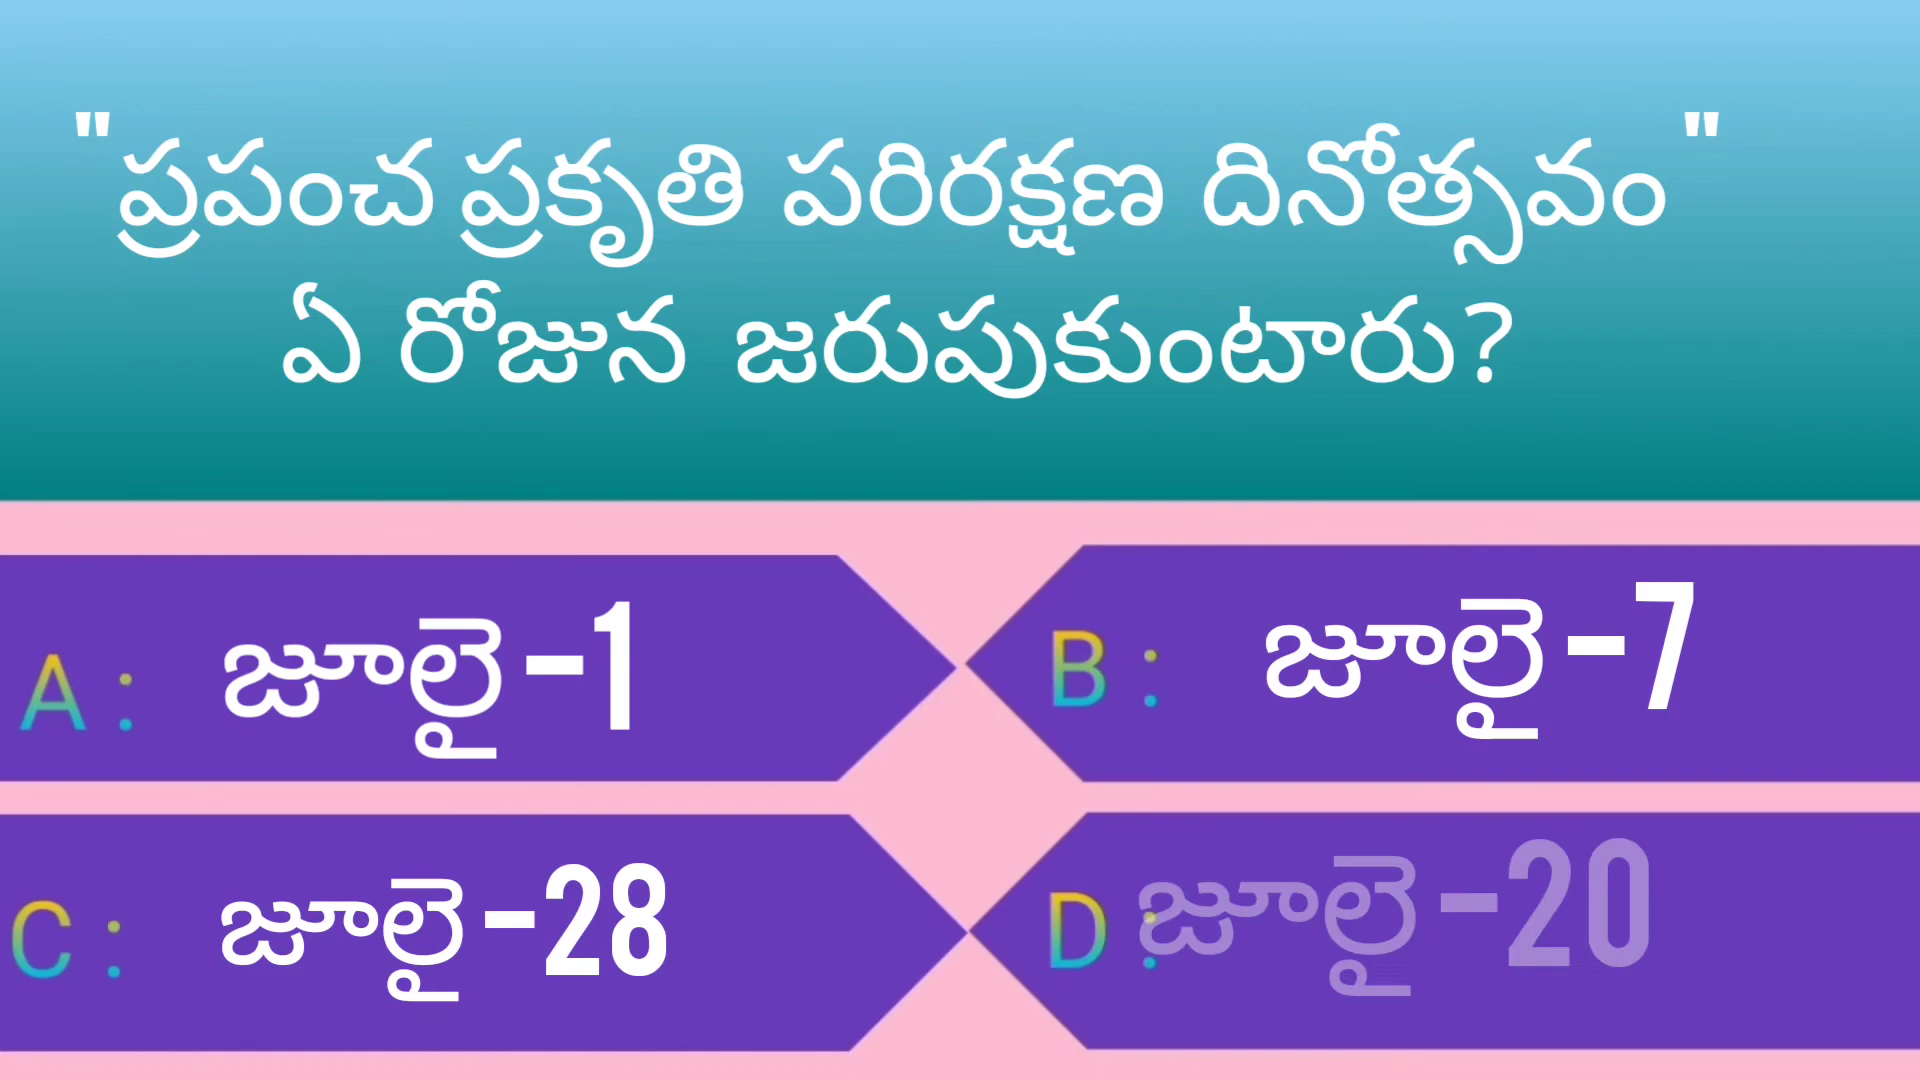 "ప్రపంచ ప్రకృతి పరిరక్షణ దినోత్సవం"
ఏ రోజున జరుపుకుంటారు?
A : జూలై-1
B : జూలై-7
C : జూలై-28
D : జూలై-20